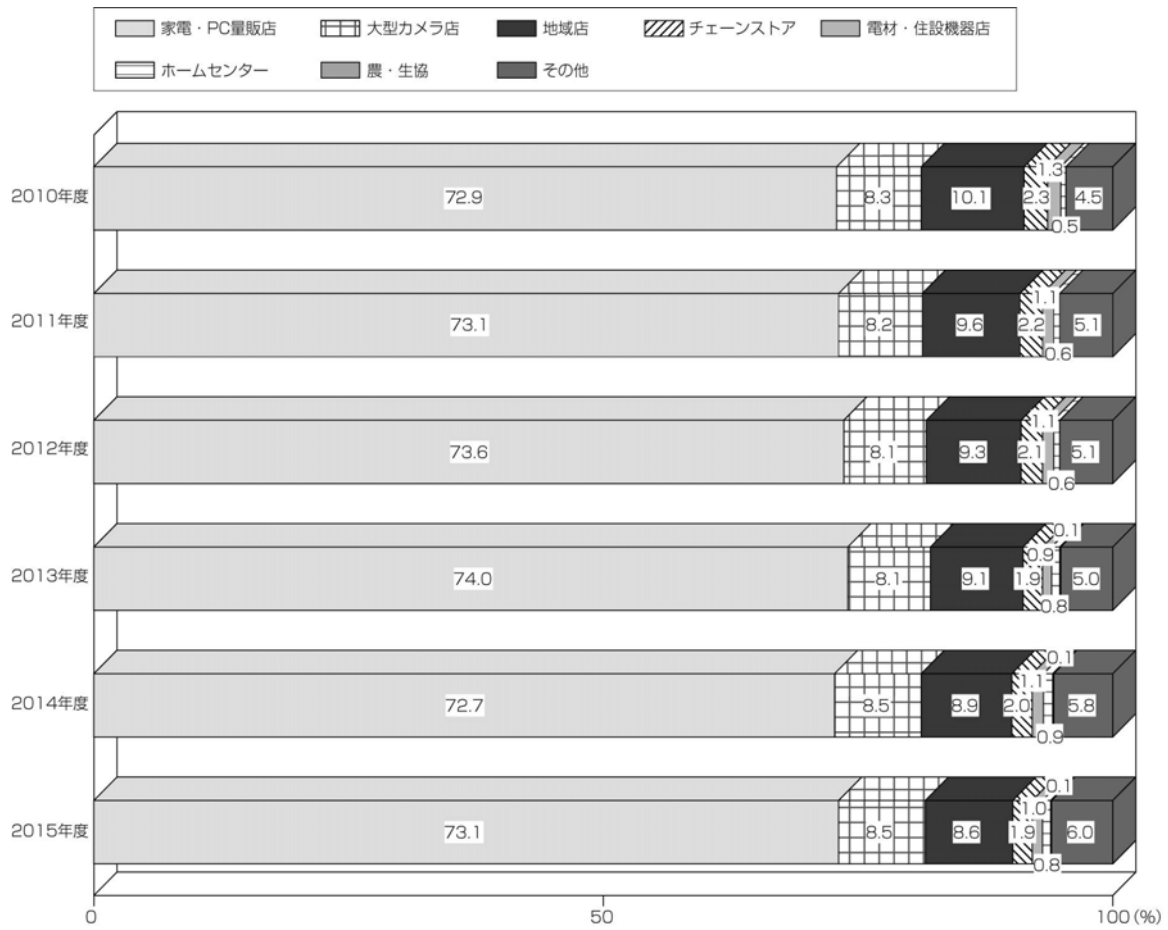 家電・PC量販店 大型カメラ店 地域店 チェーンストア 電材・住設機器店
ホームセンター 農・生協 その他
2010年度 72.9 8.3 10.1 2.3 1.3 0.5 4.5
2011年度 73.1 8.2 9.6 2.2 1.1 0.6 5.1
2012年度 73.6 8.1 9.3 2.1 1.1 0.6 5.1
2013年度 74.0 8.1 9.1 1.9 0.9 0.8 0.1 5.0
2014年度 72.7 8.5 8.9 2.0 1.1 0.9 0.1 5.8
2015年度 73.1 8.5 8.6 1.9 1.0 0.8 0.1 6.0
0 50 100 (%)